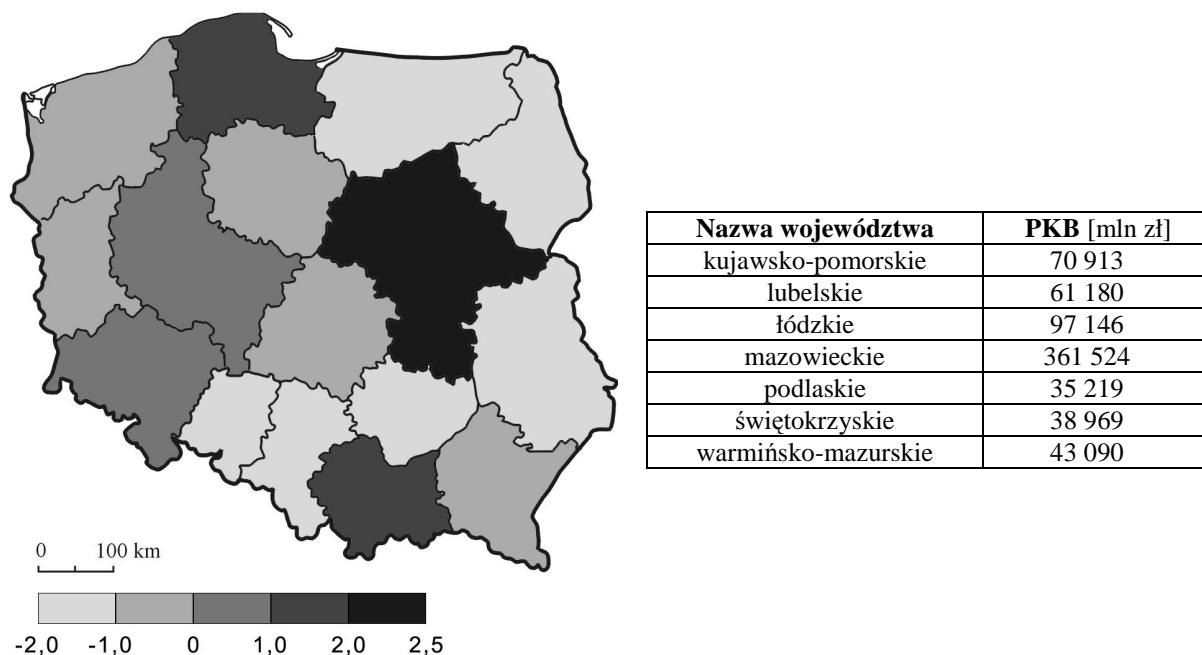 Nazwa województwa PKB [mln zł]
kujawsko-pomorskie 70 913
lubelskie 61 180
łódzkie 97 146
mazowieckie 361 524
podlaskie 35 219
świętokrzyskie 38 969
warmińsko-mazurskie 43 090
0 100 km
-2,0 -1,0 0 1,0 2,0 2,5